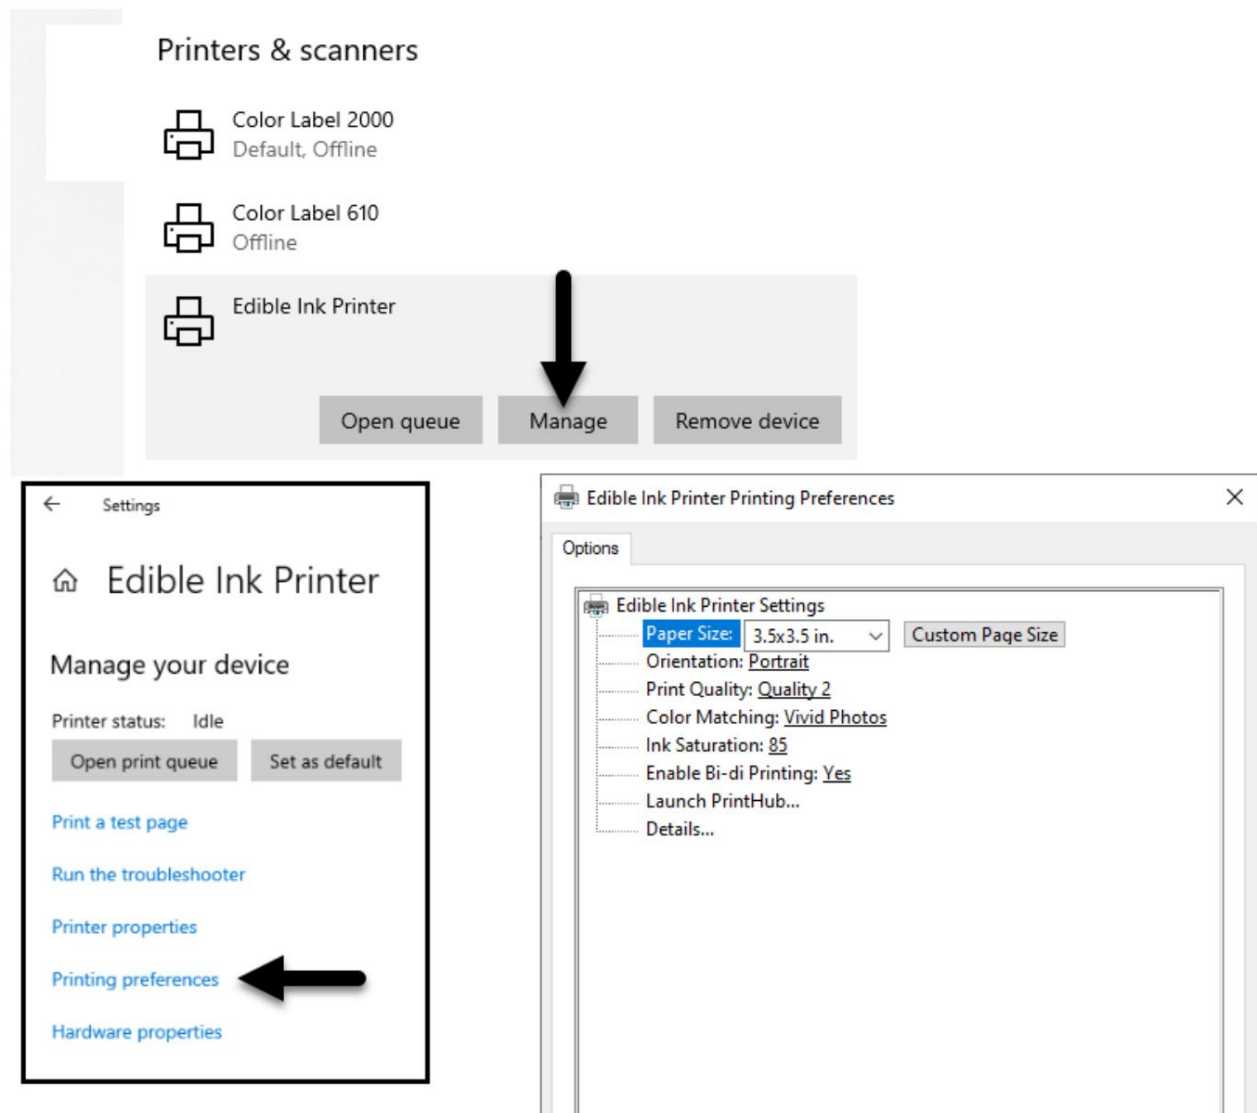 Printers & scanners
Color Label 2000
Default, Offline
Color Label 610
Offline
Edible Ink Printer
Open queue
Manage
Remove device
← Settings
Edible Ink Printer
Manage your device
Printer status: Idle
Open print queue
Set as default
Print a test page
Run the troubleshooter
Printer properties
Printing preferences
Hardware properties
Edible Ink Printer Printing Preferences
Options
Edible Ink Printer Settings
Paper Size: 3.5x3.5 in. Custom Page Size
Orientation: Portrait
Print Quality: Quality 2
Color Matching: Vivid Photos
Ink Saturation: 85
Enable Bi-di Printing: Yes
Launch PrintHub...
Details...